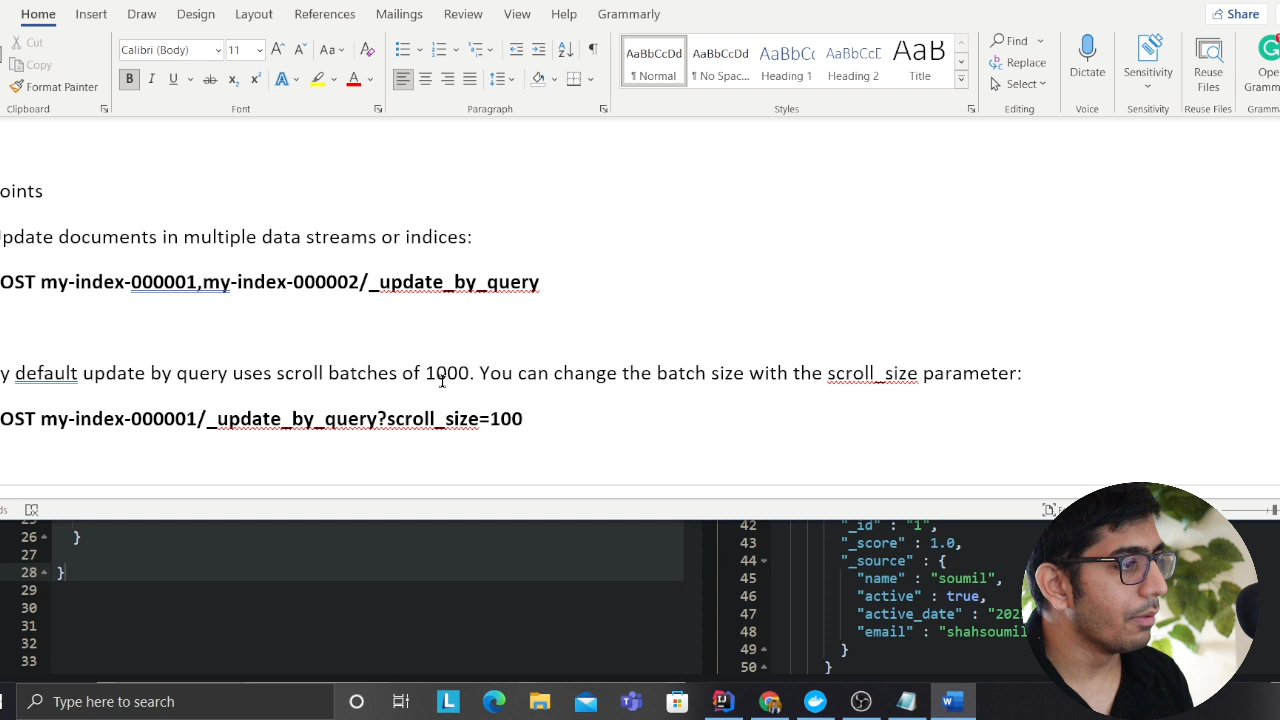 Home Insert Draw Design Layout References Mailings Review View Help Grammarly Share
Cut
Copy
Format Painter
Clipboard
Calibri (Body) 11
Font
Paragraph
AaBbCcDd AaBbCcDd AaBbCc AaBbCcD AaB
¶ Normal ¶ No Spac... Heading 1 Heading 2 Title
Styles
Find
Replace
Select
Editing
Dictate
Voice
Sensitivity
Sensitivity
Reuse
Files
Reuse Files
Ope
Gramm
Gramma
oints
pdate documents in multiple data streams or indices:
OST my-index-000001,my-index-000002/_update_by_query
y default update by query uses scroll batches of 1000. You can change the batch size with the scroll_size parameter:
OST my-index-000001/_update_by_query?scroll_size=100
ds
26 }
27
28 }
29
30
31
32
33
42 "_id" : "1",
43 "_score" : 1.0,
44 "_source" : {
45 "name" : "soumil",
46 "active" : true,
47 "active_date" : "202
48 "email" : "shahsoumil
49 }
50 }
Type here to search